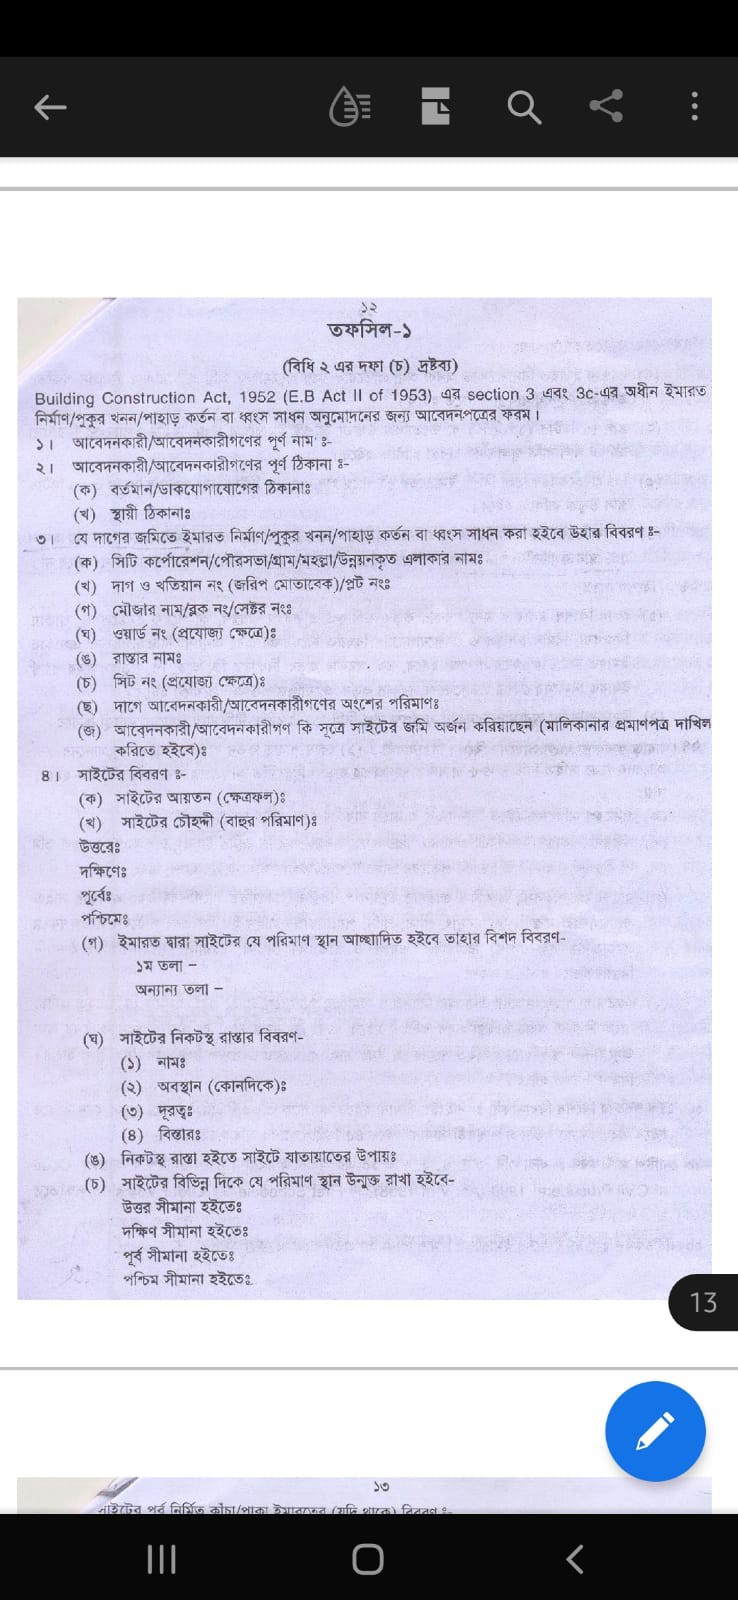 ১২
তফসিল-১
(বিধি ২ এর দফা (চ) দ্রষ্টব্য)
Building Construction Act, 1952 (E.B Act II of 1953) এর section 3 এবং 3c-এর অধীন ইমারত
নির্মাণ/পুকুর খনন/পাহাড় কর্তন বা ধ্বংস সাধন অনুমোদনের জন্য আবেদনপত্রের ফরম।
১। আবেদনকারী/আবেদনকারীগণের পূর্ণ নাম ঃ-
২। আবেদনকারী/আবেদনকারীগণের পূর্ণ ঠিকানা ঃ-
(ক) বর্তমান/ডাকযোগাযোগের ঠিকানাঃ
(খ) স্থায়ী ঠিকানাঃ
৩। যে দাগের জমিতে ইমারত নির্মাণ/পুকুর খনন/পাহাড় কর্তন বা ধ্বংস সাধন করা হইবে উহার বিবরণ ঃ-
(ক) সিটি কর্পোরেশন/পৌরসভা/গ্রাম/মহল্লা/উন্নয়নকৃত এলাকার নামঃ
(খ) দাগ ও খতিয়ান নং (জরিপ মোতাবেক)/প্লট নংঃ
(গ) মৌজার নাম/ব্লক নং/সেক্টর নংঃ
(ঘ) ওয়ার্ড নং (প্রযোজ্য ক্ষেত্রে)ঃ
(ঙ) রাস্তার নামঃ
(চ) সিট নং (প্রযোজ্য ক্ষেত্রে)ঃ
(ছ) দাগে আবেদনকারী/আবেদনকারীগণের অংশের পরিমাণঃ
(জ) আবেদনকারী/আবেদনকারীগণ কি সূত্রে সাইটের জমি অর্জন করিয়াছেন (মালিকানার প্রমাণপত্র দাখিল
করিতে হইবে)ঃ
৪। সাইটের বিবরণ ঃ-
(ক) সাইটের আয়তন (ক্ষেত্রফল)ঃ
(খ) সাইটের চৌহদ্দী (বাহুর পরিমাণ)ঃ
উত্তরেঃ
দক্ষিণেঃ
পূর্বেঃ
পশ্চিমেঃ
(গ) ইমারত দ্বারা সাইটের যে পরিমাণ স্থান আচ্ছাদিত হইবে তাহার বিশদ বিবরণ-
১ম তলা –
অন্যান্য তলা –
(ঘ) সাইটের নিকটস্থ রাস্তার বিবরণ-
(১) নামঃ
(২) অবস্থান (কোনদিকে)ঃ
(৩) দূরত্বঃ
(৪) বিস্তারঃ
(ঙ) নিকটস্থ রাস্তা হইতে সাইটে যাতায়াতের উপায়ঃ
(চ) সাইটের বিভিন্ন দিকে যে পরিমাণ স্থান উন্মুক্ত রাখা হইবে-
উত্তর সীমানা হইতেঃ
দক্ষিণ সীমানা হইতেঃ
পূর্ব সীমানা হইতেঃ
পশ্চিম সীমানা হইতেঃ
13
১৩
সাইটের পূর্ব নির্মিত কাঁচা/পাকা ইমারতের (যদি থাকে) বিবরণ ঃ-